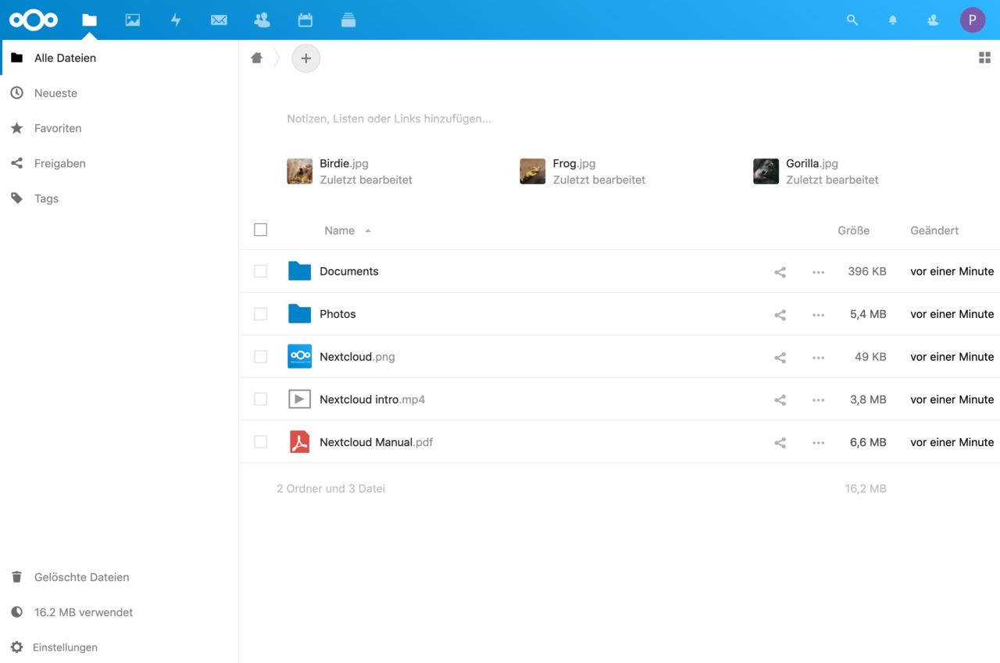 P
Alle Dateien
Neueste
Favoriten
Freigaben
Tags
Gelöschte Dateien
16.2 MB verwendet
Einstellungen
Notizen, Listen oder Links hinzufügen...
Birdie.jpg
Zuletzt bearbeitet
Frog.jpg
Zuletzt bearbeitet
Gorilla.jpg
Zuletzt bearbeitet
Name Größe Geändert
Documents 396 KB vor einer Minute
Photos 5,4 MB vor einer Minute
Nextcloud.png 49 KB vor einer Minute
Nextcloud intro.mp4 3,8 MB vor einer Minute
Nextcloud Manual.pdf 6,6 MB vor einer Minute
2 Ordner und 3 Datei 16,2 MB